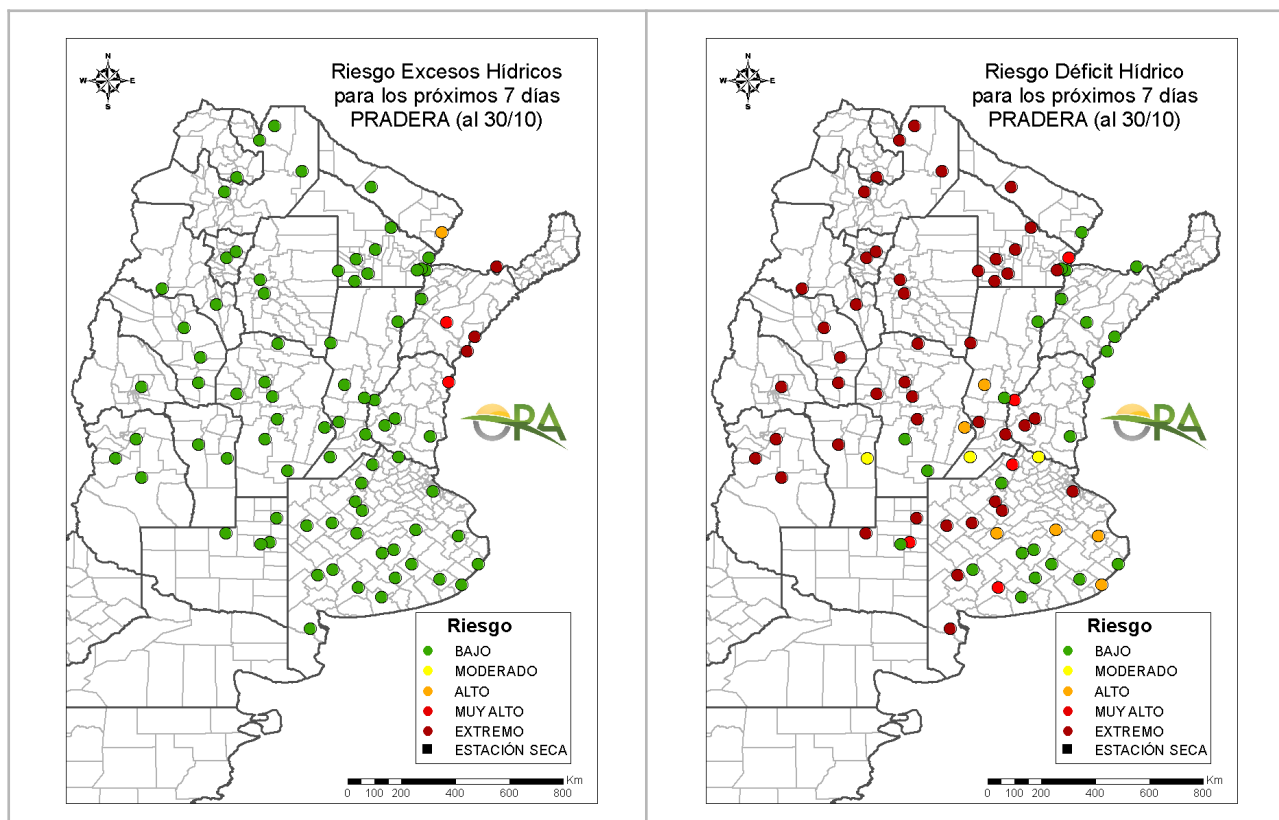 N
W E
S
Riesgo Excesos Hídricos
para los próximos 7 días
PRADERA (al 30/10)
ORA
Riesgo
BAJO
MODERADO
ALTO
MUY ALTO
EXTREMO
ESTACIÓN SECA
Km
0 100 200 400 600 800
N
W E
S
Riesgo Déficit Hídrico
para los próximos 7 días
PRADERA (al 30/10)
ORA
Riesgo
BAJO
MODERADO
ALTO
MUY ALTO
EXTREMO
ESTACIÓN SECA
Km
0 100 200 400 600 800